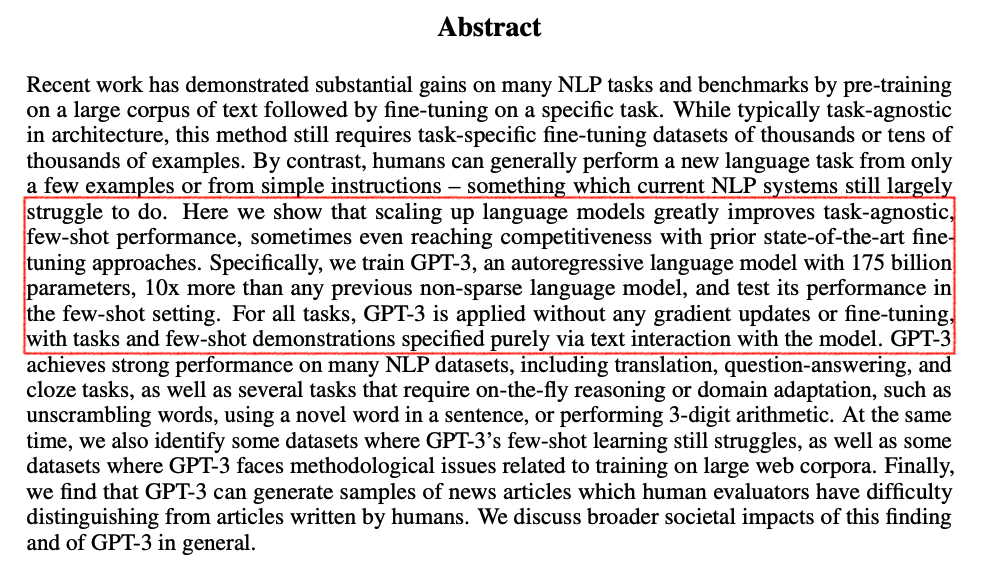 Abstract
Recent work has demonstrated substantial gains on many NLP tasks and benchmarks by pre-training
on a large corpus of text followed by fine-tuning on a specific task. While typically task-agnostic
in architecture, this method still requires task-specific fine-tuning datasets of thousands or tens of
thousands of examples. By contrast, humans can generally perform a new language task from only
a few examples or from simple instructions – something which current NLP systems still largely
struggle to do. Here we show that scaling up language models greatly improves task-agnostic,
few-shot performance, sometimes even reaching competitiveness with prior state-of-the-art fine-
tuning approaches. Specifically, we train GPT-3, an autoregressive language model with 175 billion
parameters, 10x more than any previous non-sparse language model, and test its performance in
the few-shot setting. For all tasks, GPT-3 is applied without any gradient updates or fine-tuning,
with tasks and few-shot demonstrations specified purely via text interaction with the model. GPT-3
achieves strong performance on many NLP datasets, including translation, question-answering, and
cloze tasks, as well as several tasks that require on-the-fly reasoning or domain adaptation, such as
unscrambling words, using a novel word in a sentence, or performing 3-digit arithmetic. At the same
time, we also identify some datasets where GPT-3's few-shot learning still struggles, as well as some
datasets where GPT-3 faces methodological issues related to training on large web corpora. Finally,
we find that GPT-3 can generate samples of news articles which human evaluators have difficulty
distinguishing from articles written by humans. We discuss broader societal impacts of this finding
and of GPT-3 in general.